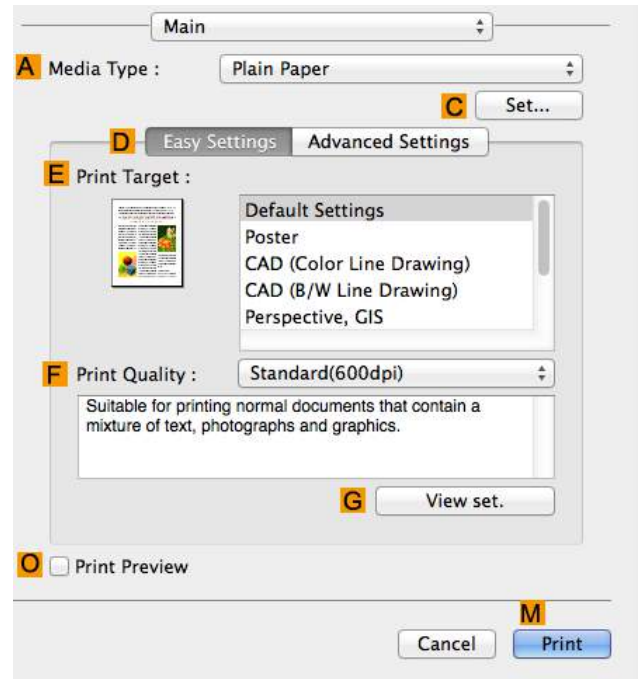 Main
A Media Type : Plain Paper
C Set...
D Easy Settings Advanced Settings
E Print Target :
Default Settings
Poster
CAD (Color Line Drawing)
CAD (B/W Line Drawing)
Perspective, GIS
F Print Quality : Standard(600dpi)
Suitable for printing normal documents that contain a
mixture of text, photographs and graphics.
G View set.
O Print Preview
M
Cancel Print